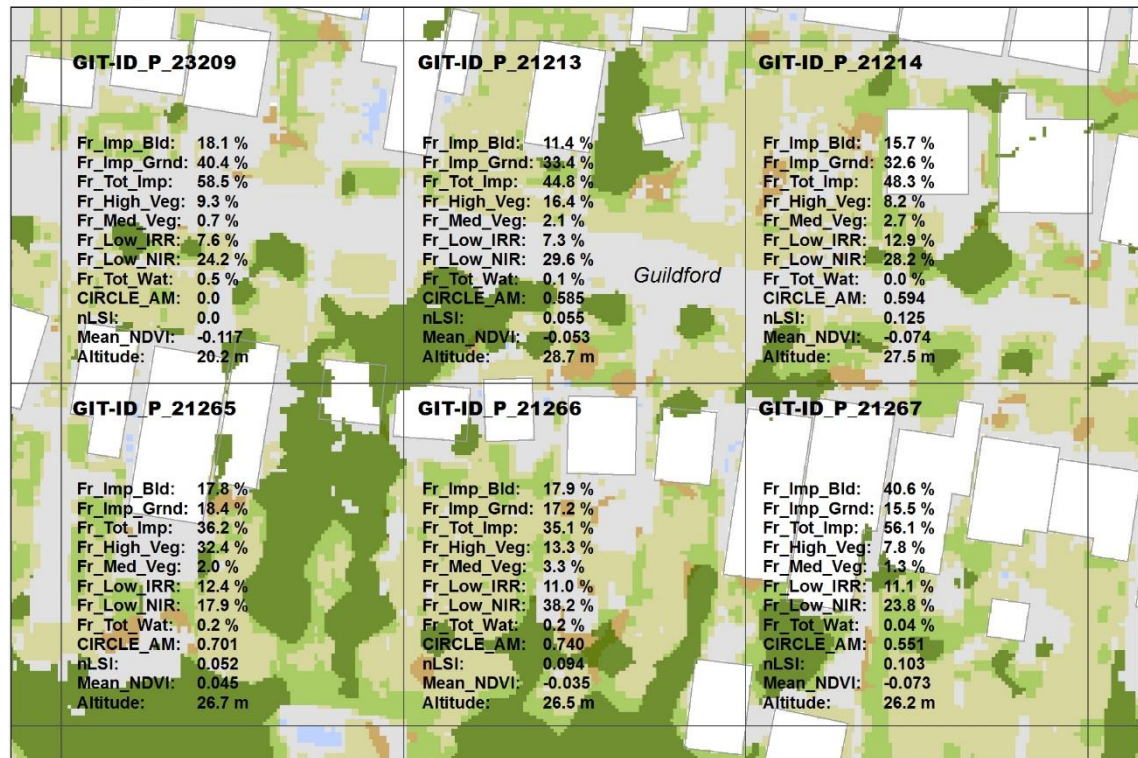 GIT-ID_P_23209
Fr_Imp_Bld: 18.1 %
Fr_Imp_Grnd: 40.4 %
Fr_Tot_Imp: 58.5 %
Fr_High_Veg: 9.3 %
Fr_Med_Veg: 0.7 %
Fr_Low_IRR: 7.6 %
Fr_Low_NIR: 24.2 %
Fr_Tot_Wat: 0.5 %
CIRCLE_AM: 0.0
nLSI: 0.0
Mean_NDVI: -0.117
Altitude: 20.2 m
GIT-ID_P_21213
Fr_Imp_Bld: 11.4 %
Fr_Imp_Grnd: 33.4 %
Fr_Tot_Imp: 44.8 %
Fr_High_Veg: 16.4 %
Fr_Med_Veg: 2.1 %
Fr_Low_IRR: 7.3 %
Fr_Low_NIR: 29.6 %
Fr_Tot_Wat: 0.1 %
CIRCLE_AM: 0.585
nLSI: 0.055
Mean_NDVI: -0.053
Altitude: 28.7 m
Guildford
GIT-ID_P_21214
Fr_Imp_Bld: 15.7 %
Fr_Imp_Grnd: 32.6 %
Fr_Tot_Imp: 48.3 %
Fr_High_Veg: 8.2 %
Fr_Med_Veg: 2.7 %
Fr_Low_IRR: 12.9 %
Fr_Low_NIR: 28.2 %
Fr_Tot_Wat: 0.0 %
CIRCLE_AM: 0.594
nLSI: 0.125
Mean_NDVI: -0.074
Altitude: 27.5 m
GIT-ID_P_21265
Fr_Imp_Bld: 17.8 %
Fr_Imp_Grnd: 18.4 %
Fr_Tot_Imp: 36.2 %
Fr_High_Veg: 32.4 %
Fr_Med_Veg: 2.0 %
Fr_Low_IRR: 12.4 %
Fr_Low_NIR: 17.9 %
Fr_Tot_Wat: 0.2 %
CIRCLE_AM: 0.701
nLSI: 0.052
Mean_NDVI: 0.045
Altitude: 26.7 m
GIT-ID_P_21266
Fr_Imp_Bld: 17.9 %
Fr_Imp_Grnd: 17.2 %
Fr_Tot_Imp: 35.1 %
Fr_High_Veg: 13.3 %
Fr_Med_Veg: 3.3 %
Fr_Low_IRR: 11.0 %
Fr_Low_NIR: 38.2 %
Fr_Tot_Wat: 0.2 %
CIRCLE_AM: 0.740
nLSI: 0.094
Mean_NDVI: -0.035
Altitude: 26.5 m
GIT-ID_P_21267
Fr_Imp_Bld: 40.6 %
Fr_Imp_Grnd: 15.5 %
Fr_Tot_Imp: 56.1 %
Fr_High_Veg: 7.8 %
Fr_Med_Veg: 1.3 %
Fr_Low_IRR: 11.1 %
Fr_Low_NIR: 23.8 %
Fr_Tot_Wat: 0.04 %
CIRCLE_AM: 0.551
nLSI: 0.103
Mean_NDVI: -0.073
Altitude: 26.2 m